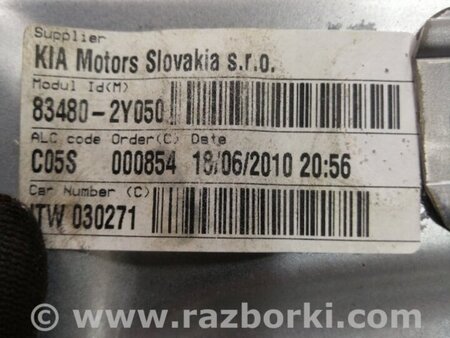 Supplier
KIA Motors Slovakia s.r.o.
Modul Id(M)
83480-2Y050
ALC code Order(C) Date
C05S 000854 18/06/2010 20:56
Car Number (C)
JTW 030271
www.razborki.com